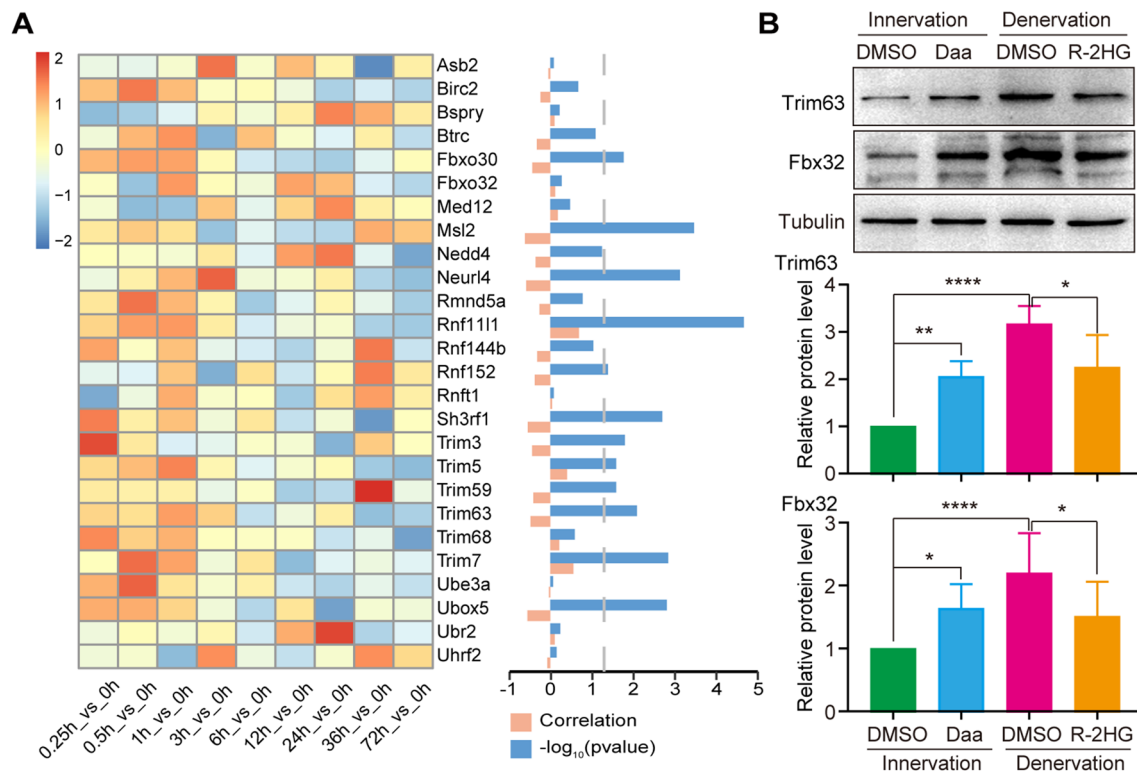 A
2
1
0
−1
−2
Asb2
Birc2
Bspry
Btrc
Fbxo30
Fbxo32
Med12
Msl2
Nedd4
Neurl4
Rmnd5a
Rnf11l1
Rnf144b
Rnf152
Rnft1
Sh3rf1
Trim3
Trim5
Trim59
Trim63
Trim68
Trim7
Ube3a
Ubox5
Ubr2
Uhrf2
0.25h_vs_0h
0.5h_vs_0h
1h_vs_0h
3h_vs_0h
6h_vs_0h
12h_vs_0h
24h_vs_0h
36h_vs_0h
72h_vs_0h
-1 0 1 2 3 4 5
Correlation
-log10(pvalue)
B
Innervation Denervation
DMSO Daa DMSO R-2HG
Trim63
Fbx32
Tubulin
Trim63
Relative protein level
4
3
2
1
0
****
**
*
Fbx32
Relative protein level
3
2
1
0
****
*
*
DMSO Daa DMSO R-2HG
Innervation Denervation